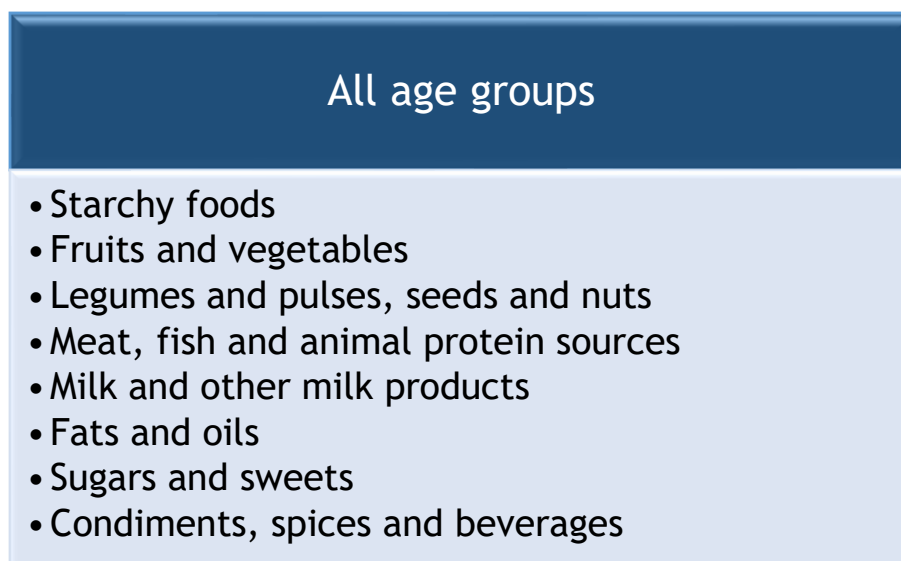 All age groups
• Starchy foods
• Fruits and vegetables
• Legumes and pulses, seeds and nuts
• Meat, fish and animal protein sources
• Milk and other milk products
• Fats and oils
• Sugars and sweets
• Condiments, spices and beverages